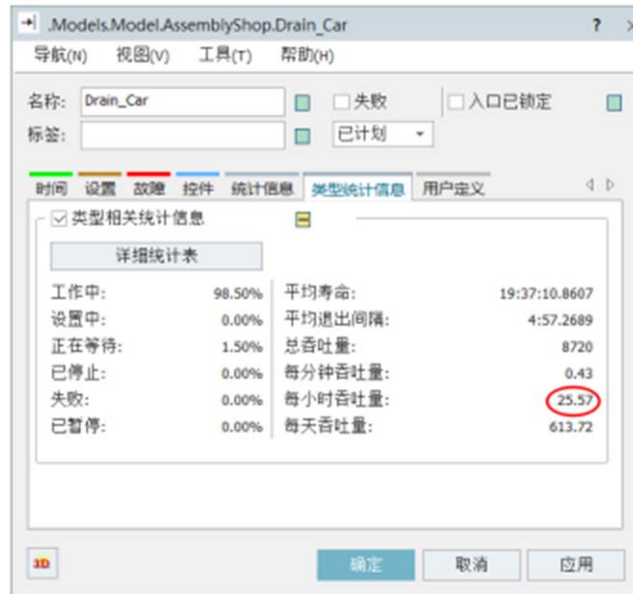 .Models.Model.AssemblyShop.Drain_Car ?
导航(N) 视图(V) 工具(T) 帮助(H)
名称: Drain_Car 失败 入口已锁定
标签: 已计划
时间 设置 故障 控件 统计信息 类型统计信息 用户定义
类型相关统计信息
详细统计表
工作中: 98.50% 平均寿命: 19:37:10.8607
设置中: 0.00% 平均退出间隔: 4:57.2689
正在等待: 1.50% 总吞吐量: 8720
已停止: 0.00% 每分钟吞吐量: 0.43
失败: 0.00% 每小时吞吐量: 25.57
已暂停: 0.00% 每天吞吐量: 613.72
3D 确定 取消 应用